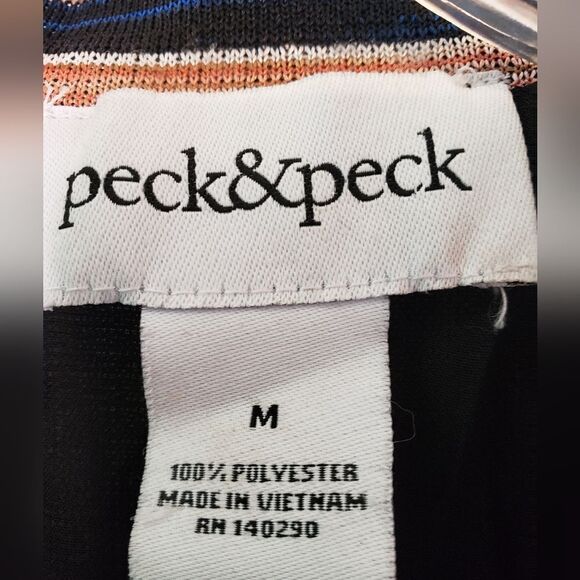 peck&peck
M
100% POLYESTER
MADE IN VIETNAM
RN 140290